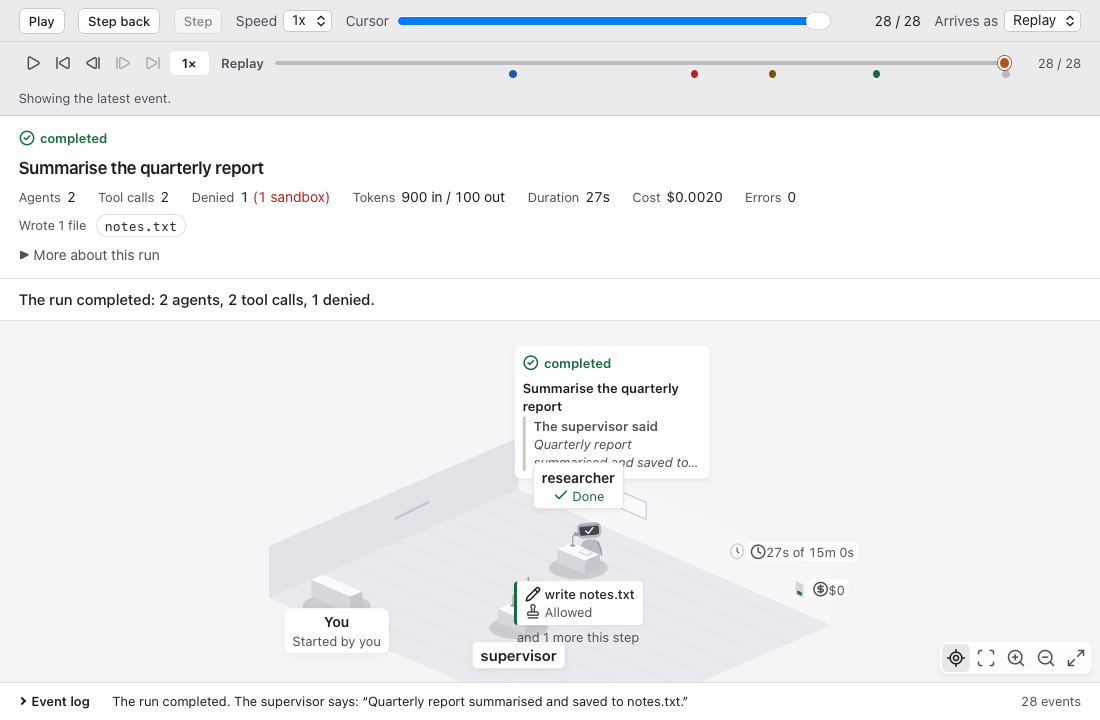 Play Step back Step Speed 1x Cursor 28 / 28 Arrives as Replay
1x Replay 28 / 28
Showing the latest event.
completed
Summarise the quarterly report
Agents 2 Tool calls 2 Denied 1 (1 sandbox) Tokens 900 in / 100 out Duration 27s Cost $0.0020 Errors 0
Wrote 1 file notes.txt
More about this run
The run completed: 2 agents, 2 tool calls, 1 denied.
completed
Summarise the quarterly
report
The supervisor said
Quarterly report
summarised and saved to…
researcher
Done
27s of 15m 0s
$0
write notes.txt
Allowed
and 1 more this step
You
Started by you
supervisor
Event log The run completed. The supervisor says: “Quarterly report summarised and saved to notes.txt.” 28 events